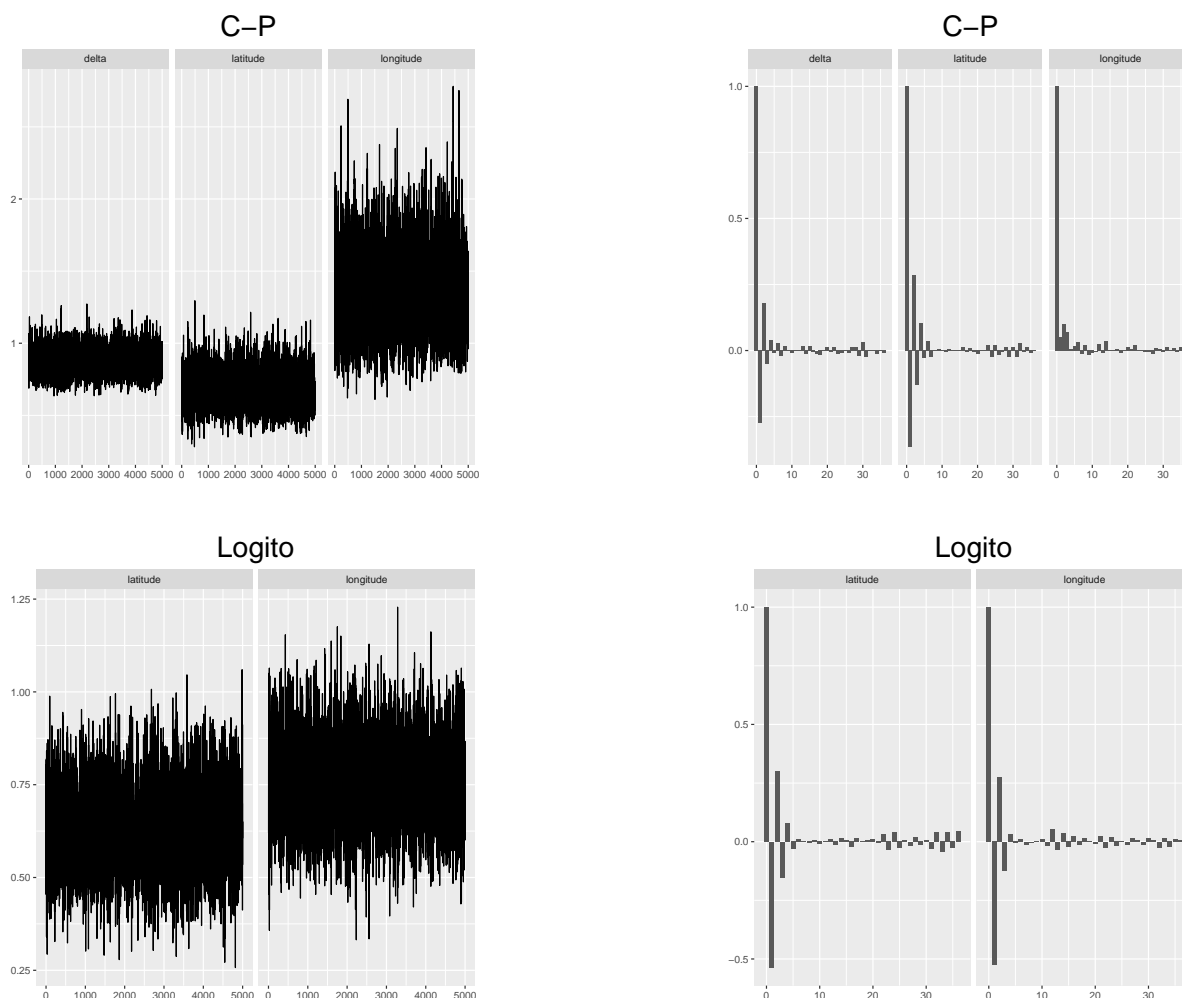 C−P
delta latitude longitude
2
1
0 1000 2000 3000 4000 5000 0 1000 2000 3000 4000 5000 0 1000 2000 3000 4000 5000
C−P
delta latitude longitude
1.0
0.5
0.0
0 10 20 30 0 10 20 30 0 10 20 30
Logito
latitude longitude
1.25
1.00
0.75
0.50
0.25
0 1000 2000 3000 4000 5000 0 1000 2000 3000 4000 5000
Logito
latitude longitude
1.0
0.5
0.0
−0.5
0 10 20 30 0 10 20 30